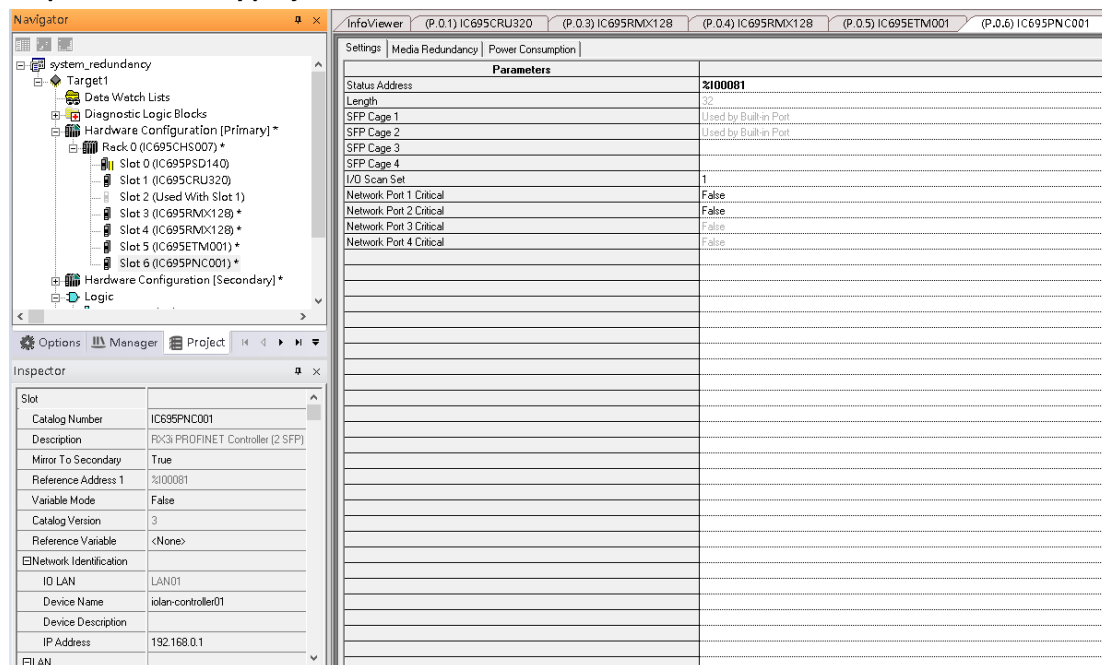 Navigator
system_redundancy
Target1
Data Watch Lists
Diagnostic Logic Blocks
Hardware Configuration [Primary] *
Rack 0 (IC695CHS007) *
Slot 0 (IC695PSD140)
Slot 1 (IC695CRU320)
Slot 2 (Used With Slot 1)
Slot 3 (IC695RMX128) *
Slot 4 (IC695RMX128) *
Slot 5 (IC695ETM001) *
Slot 6 (IC695PNC001) *
Hardware Configuration [Secondary] *
Logic
Options Manager Project
Inspector
Slot
Catalog Number IC695PNC001
Description RX3i PROFINET Controller (2 SFP)
Mirror To Secondary True
Reference Address 1 %I00081
Variable Mode False
Catalog Version 3
Reference Variable <None>
Network Identification
IO LAN LAN01
Device Name iolan-controller01
Device Description
IP Address 192.168.0.1
LAN
InfoViewer (P.0.1) IC695CRU320 (P.0.3) IC695RMX128 (P.0.4) IC695RMX128 (P.0.5) IC695ETM001 (P.0.6) IC695PNC001
Settings Media Redundancy Power Consumption
Parameters
Status Address %I00081
Length 32
SFP Cage 1 Used by Built-in Port
SFP Cage 2 Used by Built-in Port
SFP Cage 3
SFP Cage 4
I/O Scan Set 1
Network Port 1 Critical False
Network Port 2 Critical False
Network Port 3 Critical False
Network Port 4 Critical False